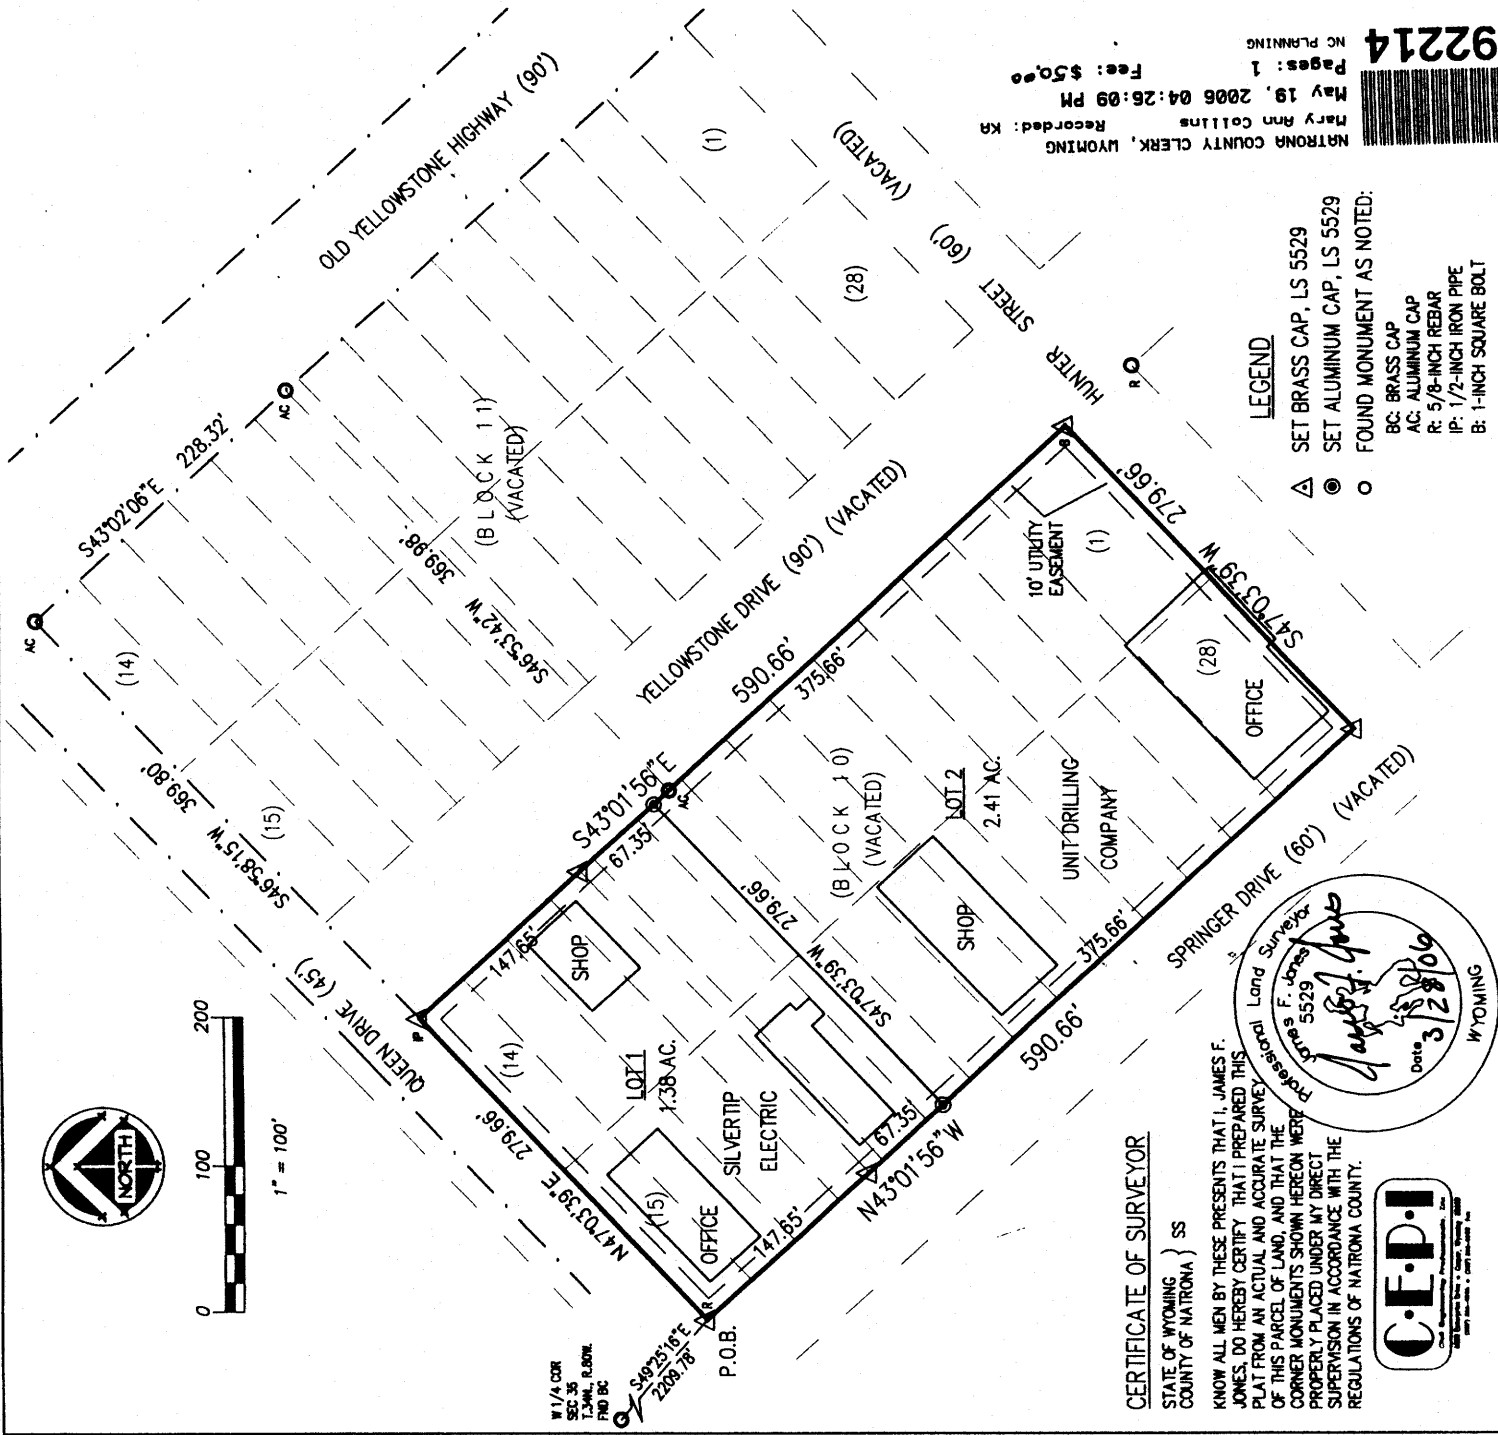 NORTH
0 100 200
1" = 100'
OLD YELLOWSTONE HIGHWAY (90')
(1)
(VACATED)
(60')
(28)
STREET
HUNTER
S43°02'06"E 228.32'
AC
AC
(14)
(BLOCK 11)
(VACATED)
S46°53'42"W 369.98'
369.80'
S46°58'15"W
(15)
YELLOWSTONE DRIVE (90') (VACATED)
QUEEN DRIVE (45')
R
IP
S43°01'56"E
590.66'
147.65'
67.35'
375.66'
AC
B
279.66'
N47°03'39"E
(14)
SHOP
LOT 1
1.38 AC.
SILVERTIP
ELECTRIC
(15)
OFFICE
279.66'
S47°03'39"W
(BLOCK 10)
(VACATED)
LOT 2
2.41 AC.
SHOP
UNIT DRILLING
COMPANY
10' UTILITY
EASEMENT
(1)
(28)
OFFICE
279.66'
S47°03'39"W
147.65'
67.35'
375.66'
N43°01'56"W
590.66'
SPRINGER DRIVE (60') (VACATED)
R
P.O.B.
W 1/4 COR
SEC 35
T.34N., R.80W.
FND BC
S49°25'16"E
2209.78'
NATRONA COUNTY CLERK, WYOMING
Mary Ann Collins Recorded: KA
May 19, 2006 04:26:09 PM
Pages: 1 Fee: $50.00
NC PLANNING
92214
LEGEND
SET BRASS CAP, LS 5529
SET ALUMINUM CAP, LS 5529
FOUND MONUMENT AS NOTED:
BC: BRASS CAP
AC: ALUMINUM CAP
R: 5/8-INCH REBAR
IP: 1/2-INCH IRON PIPE
B: 1-INCH SQUARE BOLT
CERTIFICATE OF SURVEYOR
STATE OF WYOMING } SS
COUNTY OF NATRONA
KNOW ALL MEN BY THESE PRESENTS THAT I, JAMES F.
JONES, DO HEREBY CERTIFY THAT I PREPARED THIS
PLAT FROM AN ACTUAL AND ACCURATE SURVEY
OF THIS PARCEL OF LAND, AND THAT THE
CORNER MONUMENTS SHOWN HEREON WERE
PROPERLY PLACED UNDER MY DIRECT
SUPERVISION IN ACCORDANCE WITH THE
REGULATIONS OF NATRONA COUNTY.
Professional Land Surveyor
James F. Jones
5529
James F. Jones
Date 3/28/06
WYOMING
C·E·P·I